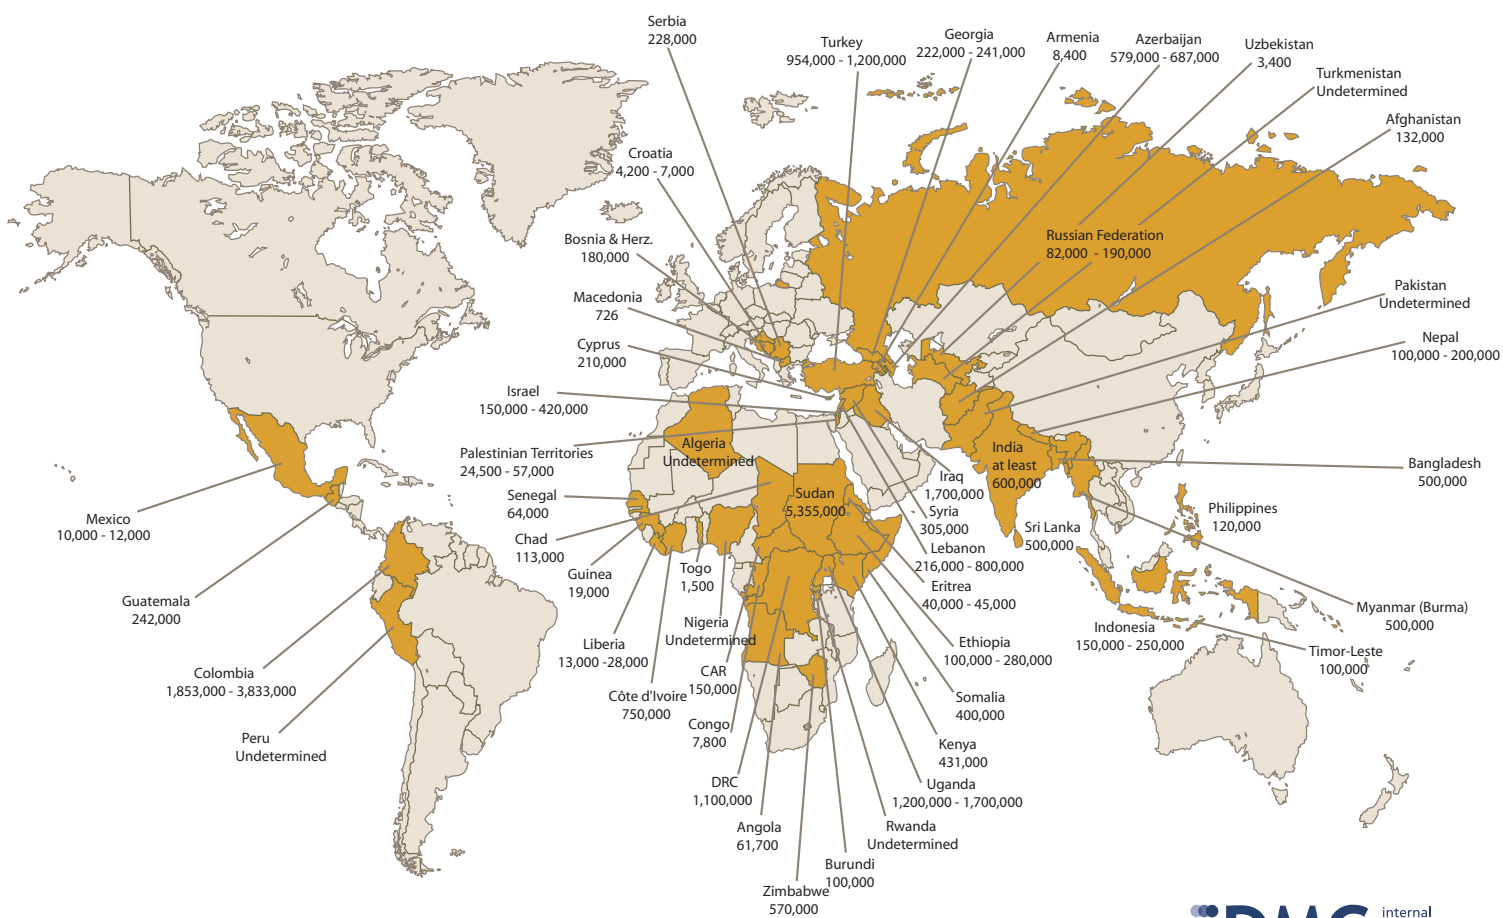 Serbia
228,000
Turkey
954,000 - 1,200,000
Georgia
222,000 - 241,000
Armenia
8,400
Azerbaijan
579,000 - 687,000
Uzbekistan
3,400
Turkmenistan
Undetermined
Afghanistan
132,000
Croatia
4,200 - 7,000
Bosnia & Herz.
180,000
Russian Federation
82,000 - 190,000
Macedonia
726
Pakistan
Undetermined
Cyprus
210,000
Nepal
100,000 - 200,000
Israel
150,000 - 420,000
Algeria
Undetermined
Palestinian Territories
24,500 - 57,000
India
at least
600,000
Bangladesh
500,000
Iraq
1,700,000
Senegal
64,000
Sudan
5,355,000
Syria
305,000
Sri Lanka
500,000
Philippines
120,000
Mexico
10,000 - 12,000
Chad
113,000
Lebanon
216,000 - 800,000
Guinea
19,000
Togo
1,500
Eritrea
40,000 - 45,000
Guatemala
242,000
Myanmar (Burma)
500,000
Nigeria
Undetermined
Indonesia
150,000 - 250,000
Liberia
13,000 -28,000
Ethiopia
100,000 - 280,000
Timor-Leste
100,000
Colombia
1,853,000 - 3,833,000
CAR
150,000
Côte d'Ivoire
750,000
Somalia
400,000
Congo
7,800
Peru
Undetermined
Kenya
431,000
DRC
1,100,000
Uganda
1,200,000 - 1,700,000
Angola
61,700
Rwanda
Undetermined
Burundi
100,000
Zimbabwe
570,000
internal